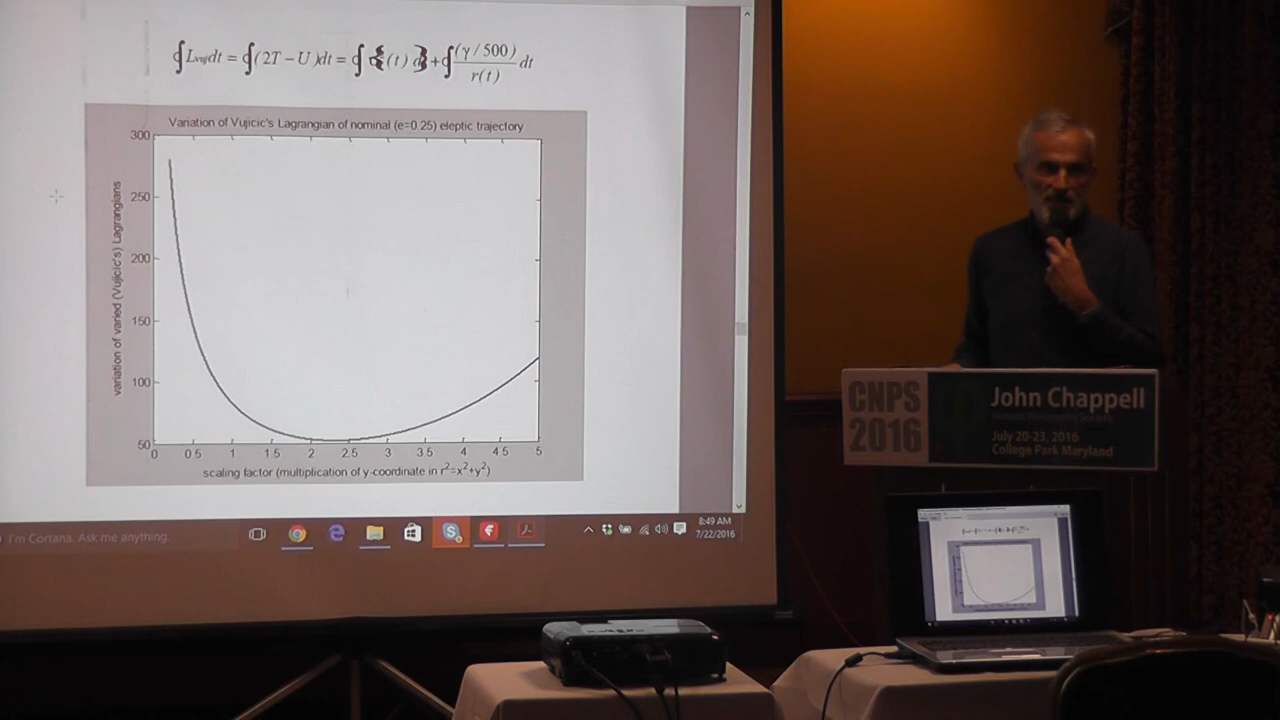 ∮L_vuj dt = ∮(2T − U)dt = ∮ (t) + ∮ (γ/500) / r(t) dt
Variation of Vujicic's Lagrangian of nominal (e=0.25) eleptic trajectory
variation of varied (Vujicic's) Lagrangians
300
250
200
150
100
50
0 0.5 1 1.5 2 2.5 3 3.5 4 4.5 5
scaling factor (multiplication of y-coordinate in r²=x²+y²)
I'm Cortana. Ask me anything.
8:49 AM
7/22/2016
CNPS
2016
John Chappell
Natural Philosophy Society
July 20-23, 2016
College Park Maryland